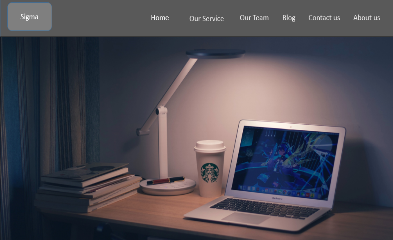 Sigma
Home
Our Service
Our Team
Blog
Contact us
About us